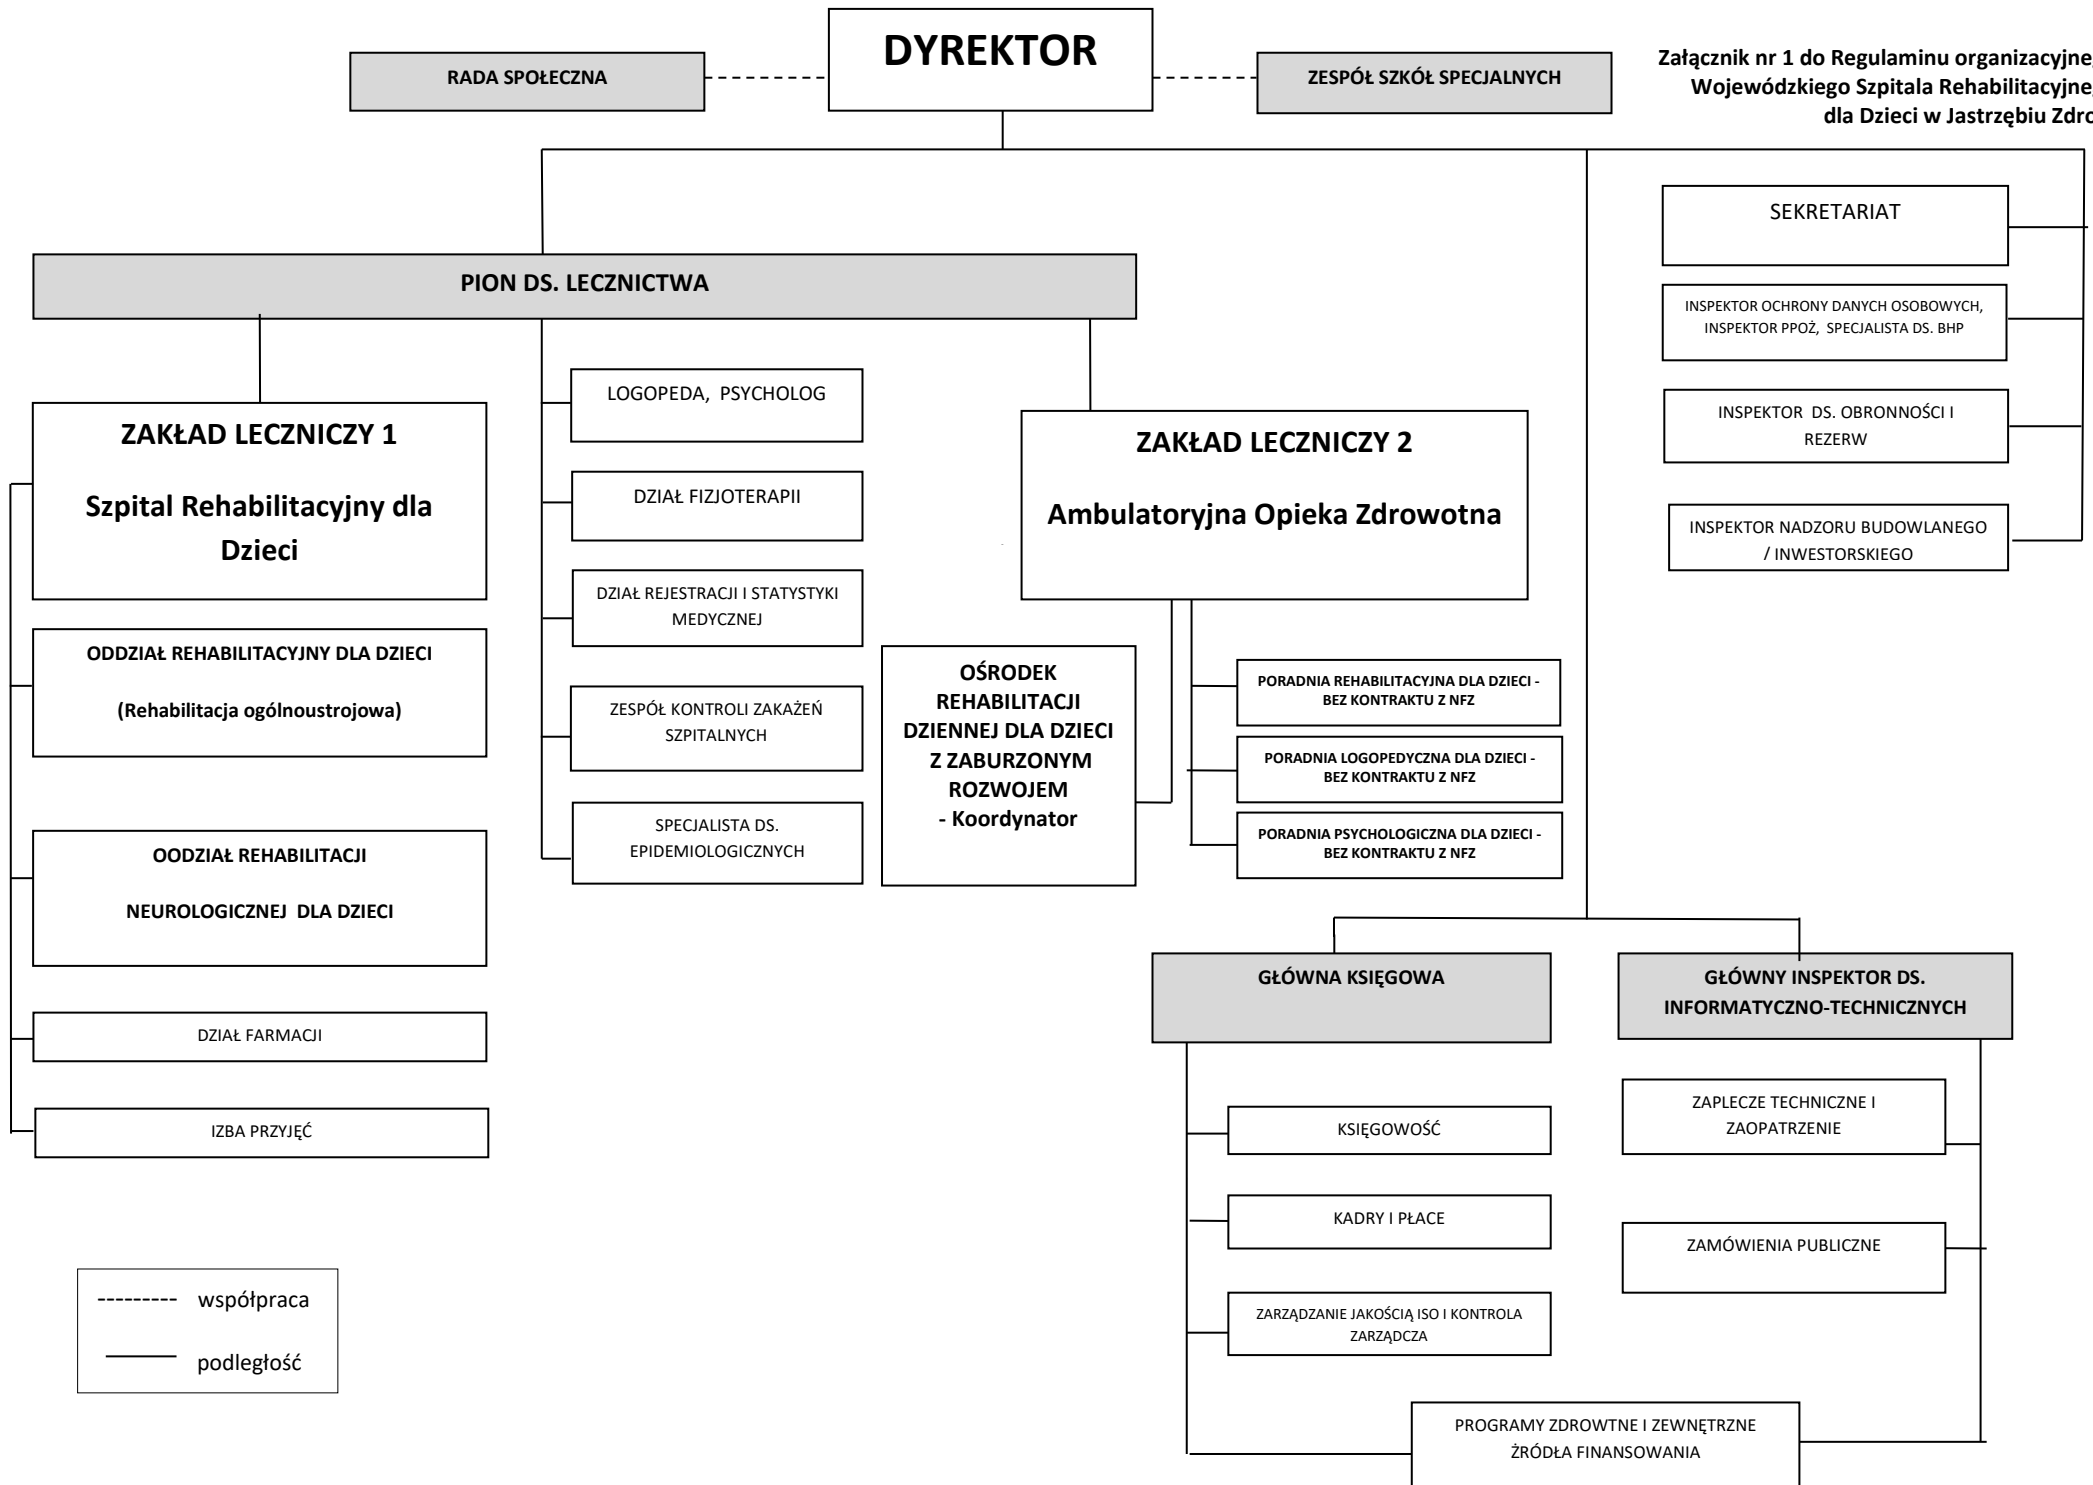 DYREKTOR
RADA SPOŁECZNA
ZESPÓŁ SZKÓŁ SPECJALNYCH
Załącznik nr 1 do Regulaminu organizacyjne
Wojewódzkiego Szpitala Rehabilitacyjne
dla Dzieci w Jastrzębiu Zdro
SEKRETARIAT
INSPEKTOR OCHRONY DANYCH OSOBOWYCH,
INSPEKTOR PPOŻ, SPECJALISTA DS. BHP
INSPEKTOR DS. OBRONNOŚCI I
REZERW
INSPEKTOR NADZORU BUDOWLANEGO
/ INWESTORSKIEGO
PION DS. LECZNICTWA
ZAKŁAD LECZNICZY 1
Szpital Rehabilitacyjny dla
Dzieci
ODDZIAŁ REHABILITACYJNY DLA DZIECI
(Rehabilitacja ogólnoustrojowa)
OODZIAŁ REHABILITACJI
NEUROLOGICZNEJ DLA DZIECI
DZIAŁ FARMACJI
IZBA PRZYJĘĆ
LOGOPEDA, PSYCHOLOG
DZIAŁ FIZJOTERAPII
DZIAŁ REJESTRACJI I STATYSTYKI
MEDYCZNEJ
ZESPÓŁ KONTROLI ZAKAŻEŃ
SZPITALNYCH
SPECJALISTA DS.
EPIDEMIOLOGICZNYCH
ZAKŁAD LECZNICZY 2
Ambulatoryjna Opieka Zdrowotna
OŚRODEK
REHABILITACJI
DZIENNEJ DLA DZIECI
Z ZABURZONYM
ROZWOJEM
- Koordynator
PORADNIA REHABILITACYJNA DLA DZIECI -
BEZ KONTRAKTU Z NFZ
PORADNIA LOGOPEDYCZNA DLA DZIECI -
BEZ KONTRAKTU Z NFZ
PORADNIA PSYCHOLOGICZNA DLA DZIECI -
BEZ KONTRAKTU Z NFZ
GŁÓWNA KSIĘGOWA
KSIĘGOWOŚĆ
KADRY I PŁACE
ZARZĄDZANIE JAKOŚCIĄ ISO I KONTROLA
ZARZĄDCZA
GŁÓWNY INSPEKTOR DS.
INFORMATYCZNO-TECHNICZNYCH
ZAPLECZE TECHNICZNE I
ZAOPATRZENIE
ZAMÓWIENIA PUBLICZNE
PROGRAMY ZDROWTNE I ZEWNĘTRZNE
ŻRÓDŁA FINANSOWANIA
współpraca
podległość